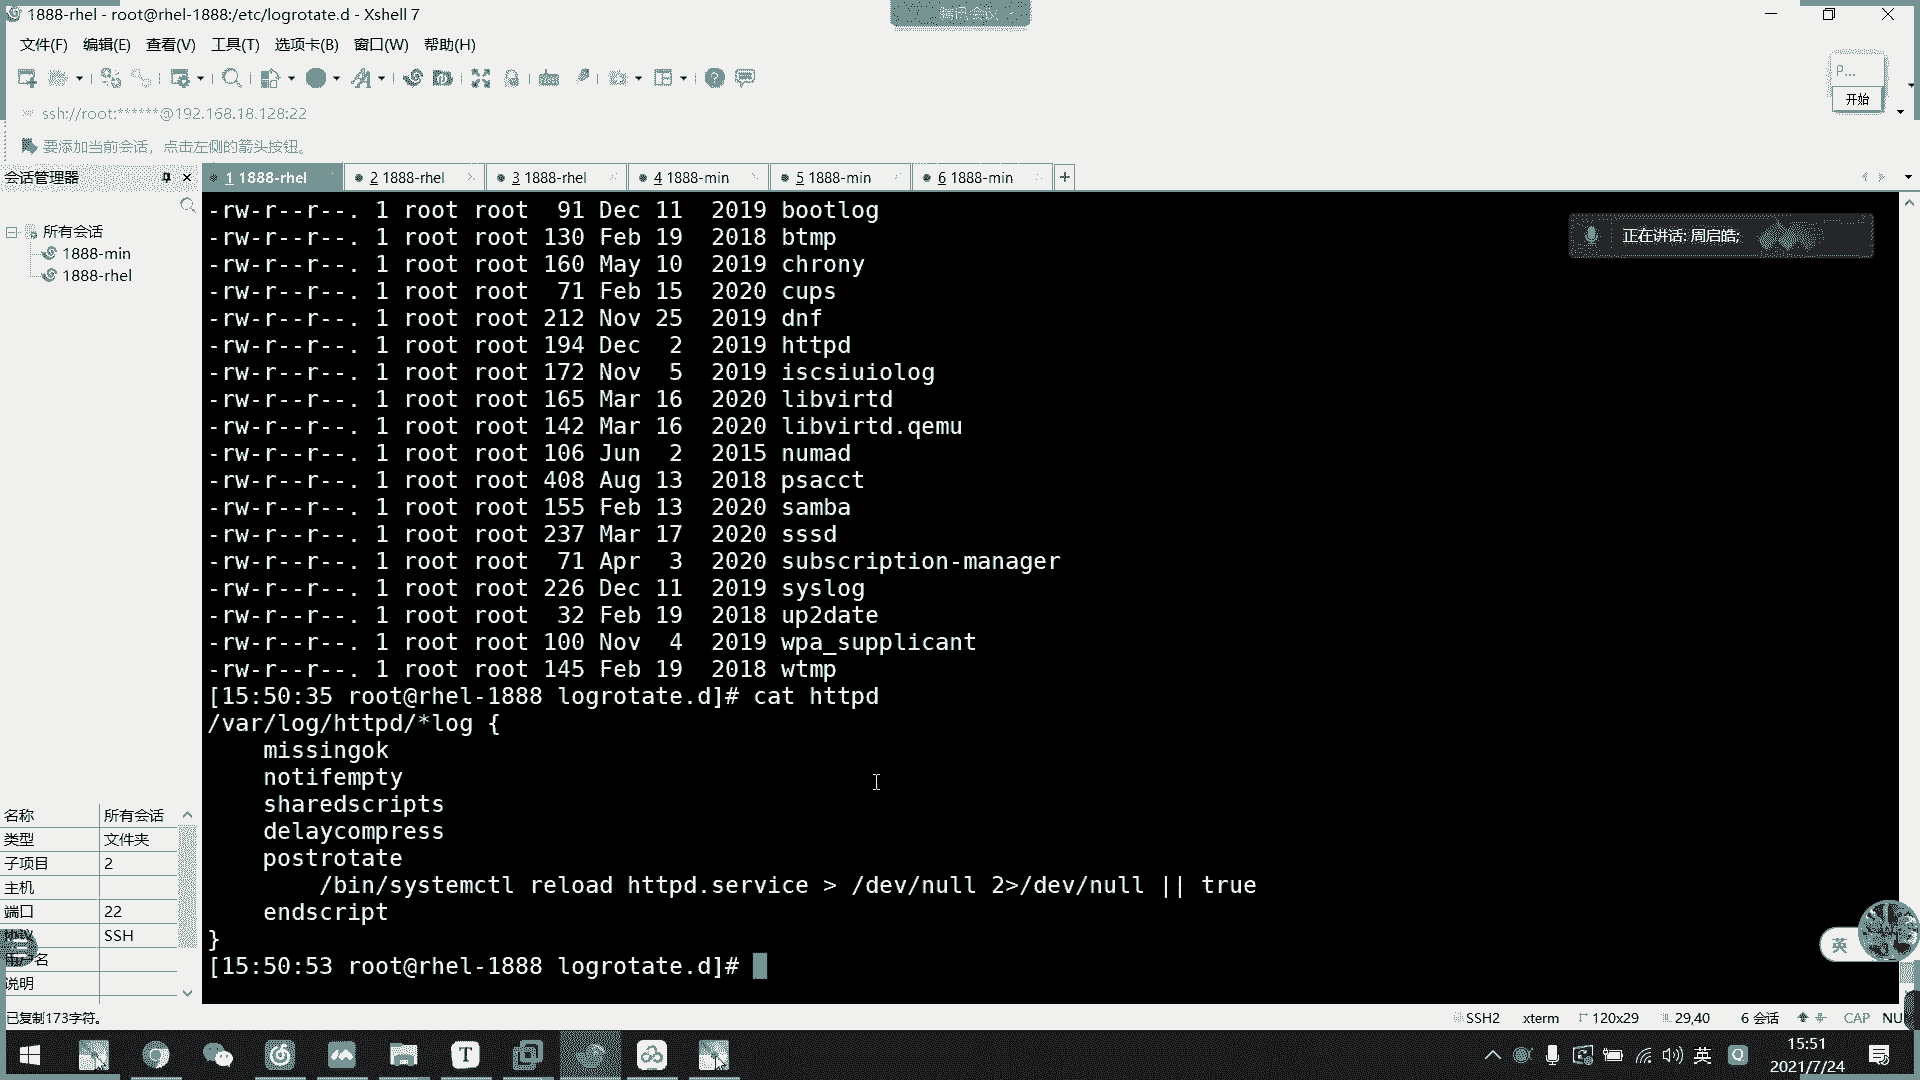 1888-rhel - root@rhel-1888:/etc/logrotate.d - Xshell 7
腾讯会议
文件(F) 编辑(E) 查看(V) 工具(T) 选项卡(B) 窗口(W) 帮助(H)
P...
开始
ssh://root:******@192.168.18.128:22
要添加当前会话，点击左侧的箭头按钮。
会话管理器
1 1888-rhel
2 1888-rhel
3 1888-rhel
4 1888-min
5 1888-min
6 1888-min
所有会话
1888-min
1888-rhel
正在讲话: 周启皓;
-rw-r--r--. 1 root root  91 Dec 11  2019 bootlog
-rw-r--r--. 1 root root 130 Feb 19  2018 btmp
-rw-r--r--. 1 root root 160 May 10  2019 chrony
-rw-r--r--. 1 root root  71 Feb 15  2020 cups
-rw-r--r--. 1 root root 212 Nov 25  2019 dnf
-rw-r--r--. 1 root root 194 Dec  2  2019 httpd
-rw-r--r--. 1 root root 172 Nov  5  2019 iscsiuiolog
-rw-r--r--. 1 root root 165 Mar 16  2020 libvirtd
-rw-r--r--. 1 root root 142 Mar 16  2020 libvirtd.qemu
-rw-r--r--. 1 root root 106 Jun  2  2015 numad
-rw-r--r--. 1 root root 408 Aug 13  2018 psacct
-rw-r--r--. 1 root root 155 Feb 13  2020 samba
-rw-r--r--. 1 root root 237 Mar 17  2020 sssd
-rw-r--r--. 1 root root  71 Apr  3  2020 subscription-manager
-rw-r--r--. 1 root root 226 Dec 11  2019 syslog
-rw-r--r--. 1 root root  32 Feb 19  2018 up2date
-rw-r--r--. 1 root root 100 Nov  4  2019 wpa_supplicant
-rw-r--r--. 1 root root 145 Feb 19  2018 wtmp
[15:50:35 root@rhel-1888 logrotate.d]# cat httpd
/var/log/httpd/*log {
    missingok
    notifempty
    sharedscripts
    delaycompress
    postrotate
        /bin/systemctl reload httpd.service > /dev/null 2>/dev/null || true
    endscript
}
[15:50:53 root@rhel-1888 logrotate.d]#
名称 所有会话
类型 文件夹
子项目 2
主机
端口 22
协议 SSH
用户名
说明
英
已复制173字符。
SSH2 xterm 120x29 29,40 6 会话 CAP NU
T
英
15:51
2021/7/24